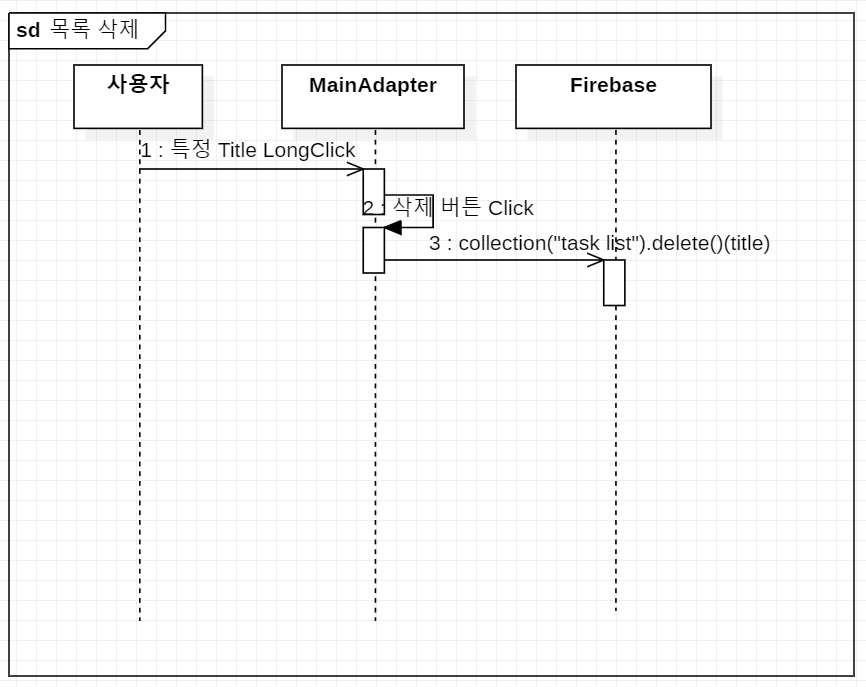 sd 목록 삭제
사용자
MainAdapter
Firebase
1 : 특정 Title LongClick
2 : 삭제 버튼 Click
3 : collection("task list").delete()(title)